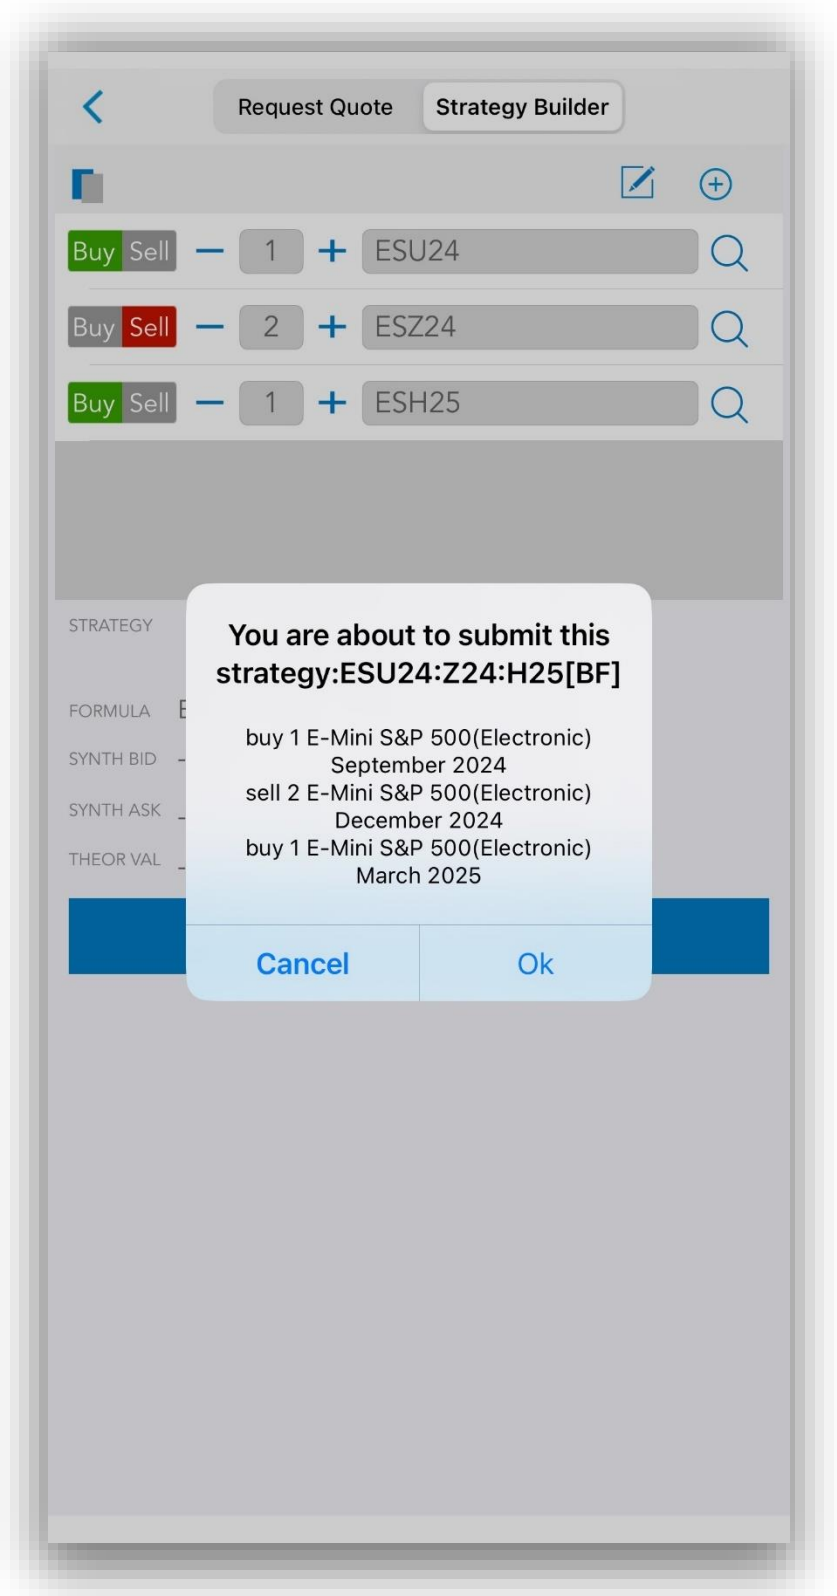 Request Quote Strategy Builder
Buy Sell − 1 + ESU24
Buy Sell − 2 + ESZ24
Buy Sell − 1 + ESH25
STRATEGY
FORMULA
SYNTH BID
SYNTH ASK
THEOR VAL
You are about to submit this
strategy:ESU24:Z24:H25[BF]
buy 1 E-Mini S&P 500(Electronic)
September 2024
sell 2 E-Mini S&P 500(Electronic)
December 2024
buy 1 E-Mini S&P 500(Electronic)
March 2025
Cancel Ok